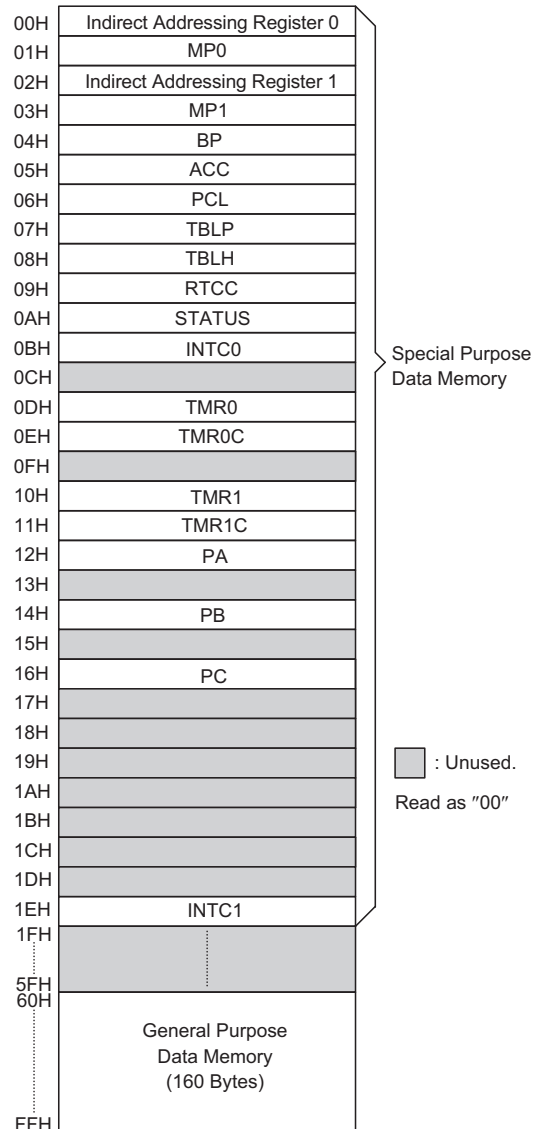 00H Indirect Addressing Register 0
01H MP0
02H Indirect Addressing Register 1
03H MP1
04H BP
05H ACC
06H PCL
07H TBLP
08H TBLH
09H RTCC
0AH STATUS
0BH INTC0
0CH
0DH TMR0
0EH TMR0C
0FH
10H TMR1
11H TMR1C
12H PA
13H
14H PB
15H
16H PC
17H
18H
19H
1AH
1BH
1CH
1DH
1EH INTC1
1FH
5FH
60H
General Purpose
Data Memory
(160 Bytes)
FFH
Special Purpose
Data Memory
: Unused.
Read as ″00″